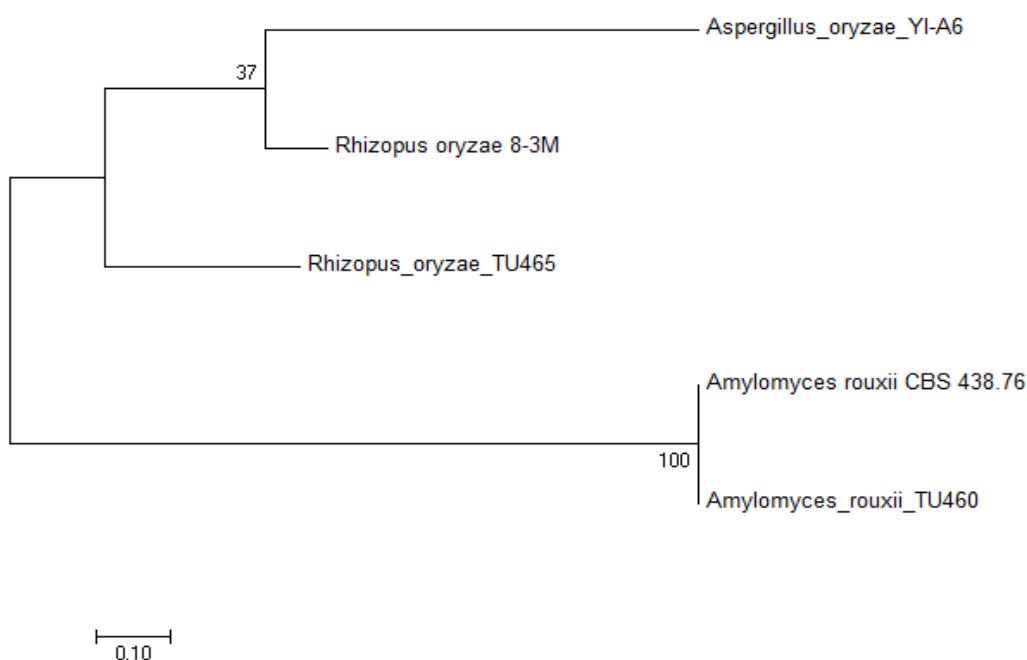 Aspergillus_oryzae_YI-A6
37
Rhizopus oryzae 8-3M
Rhizopus_oryzae_TU465
Amylomyces rouxii CBS 438.76
100
Amylomyces_rouxii_TU460
0.10